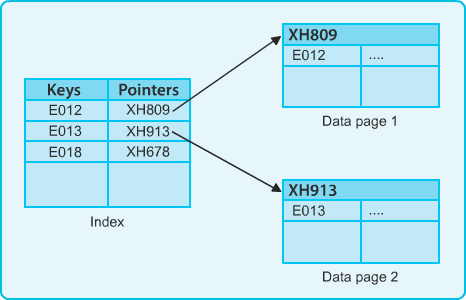 Keys Pointers
E012 XH809
E013 XH913
E018 XH678
Index
XH809
E012 ....
Data page 1
XH913
E013 ....
Data page 2